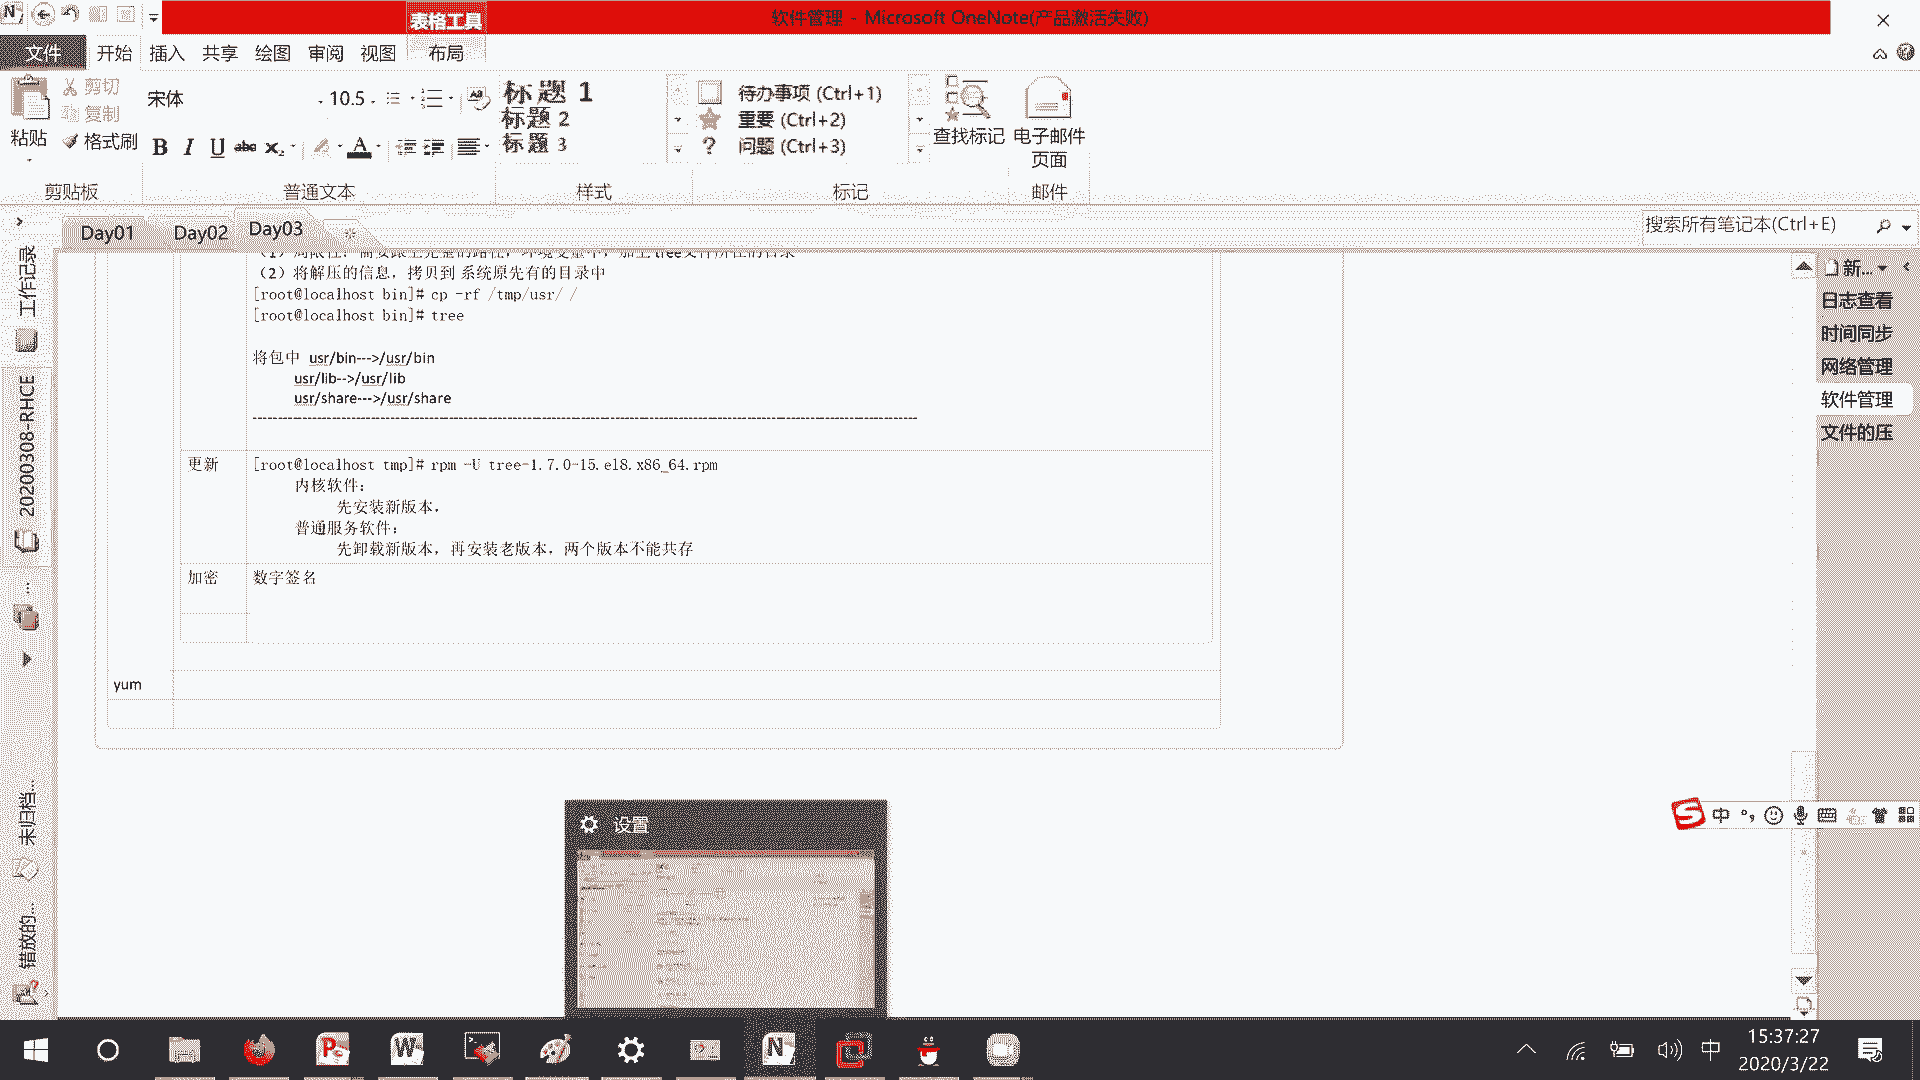 表格工具
软件管理 - Microsoft OneNote(产品激活失败)
文件 开始 插入 共享 绘图 审阅 视图 布局
粘贴
剪切
复制
格式刷
剪贴板
宋体 10.5
B I U abc x₂ A
普通文本
标题 1
标题 2
标题 3
样式
待办事项 (Ctrl+1)
重要 (Ctrl+2)
问题 (Ctrl+3)
标记
查找标记
电子邮件
页面
邮件
Day01 Day02 Day03
搜索所有笔记本(Ctrl+E)
工作记录
20200308-RHCE
未归档...
错放的...
(2) 将解压的信息，拷贝到 系统原先有的目录中
[root@localhost bin]# cp -rf /tmp/usr/ /
[root@localhost bin]# tree
将包中 usr/bin--->/usr/bin
usr/lib-->/usr/lib
usr/share--->/usr/share
更新 [root@localhost tmp]# rpm -U tree-1.7.0-15.el8.x86_64.rpm
内核软件：
先安装新版本，
普通服务软件：
先卸载新版本，再安装老版本，两个版本不能共存
加密 数字签名
yum
新...
日志查看
时间同步
网络管理
软件管理
文件的压
设置
中
中
15:37:27
2020/3/22